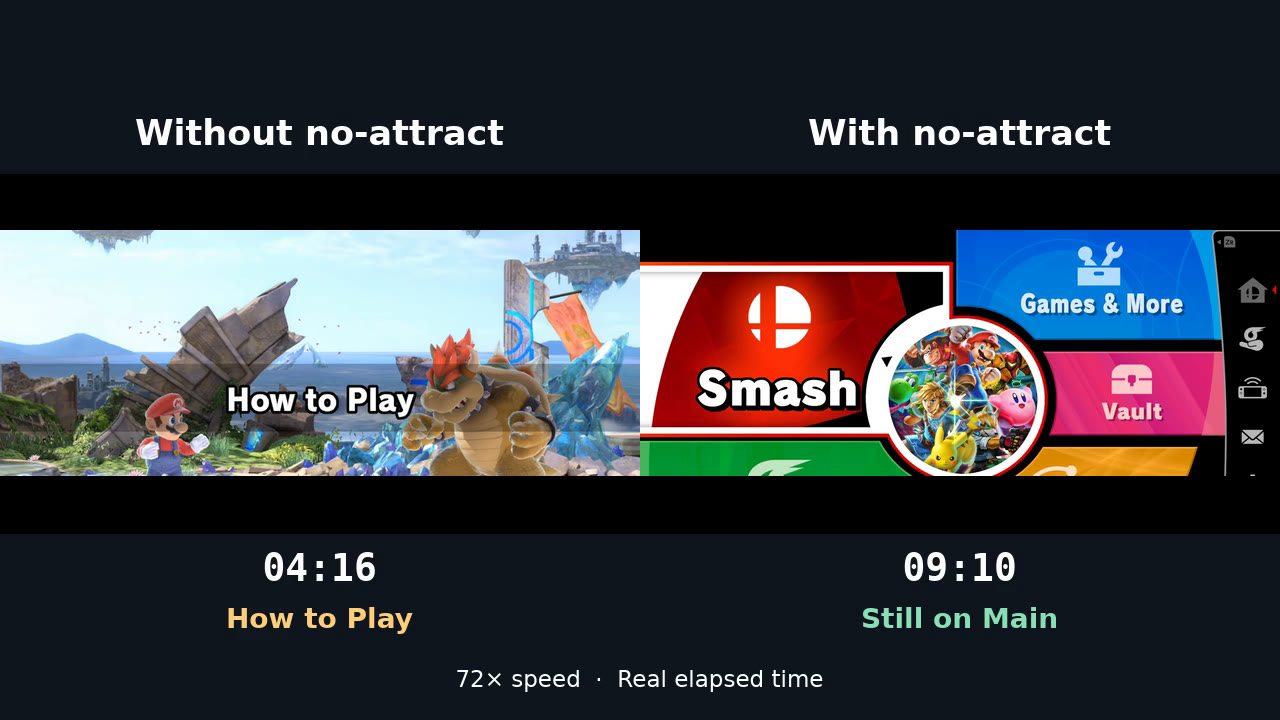 Without no-attract
With no-attract
How to Play
Smash
Games & More
Vault
04:16
09:10
How to Play
Still on Main
72× speed · Real elapsed time